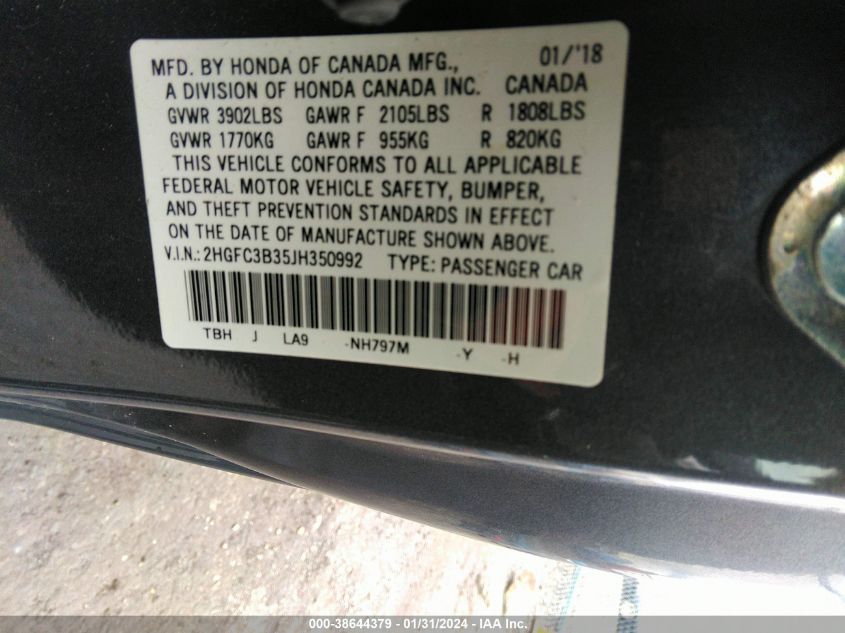 MFD. BY HONDA OF CANADA MFG., 01/'18
A DIVISION OF HONDA CANADA INC. CANADA
GVWR 3902LBS GAWR F 2105LBS R 1808LBS
GVWR 1770KG GAWR F 955KG R 820KG
THIS VEHICLE CONFORMS TO ALL APPLICABLE
FEDERAL MOTOR VEHICLE SAFETY, BUMPER,
AND THEFT PREVENTION STANDARDS IN EFFECT
ON THE DATE OF MANUFACTURE SHOWN ABOVE.
V.I.N.: 2HGFC3B35JH350992 TYPE: PASSENGER CAR
TBH J LA9 -NH797M -Y -H
000-38644379 - 01/31/2024 - IAA Inc.